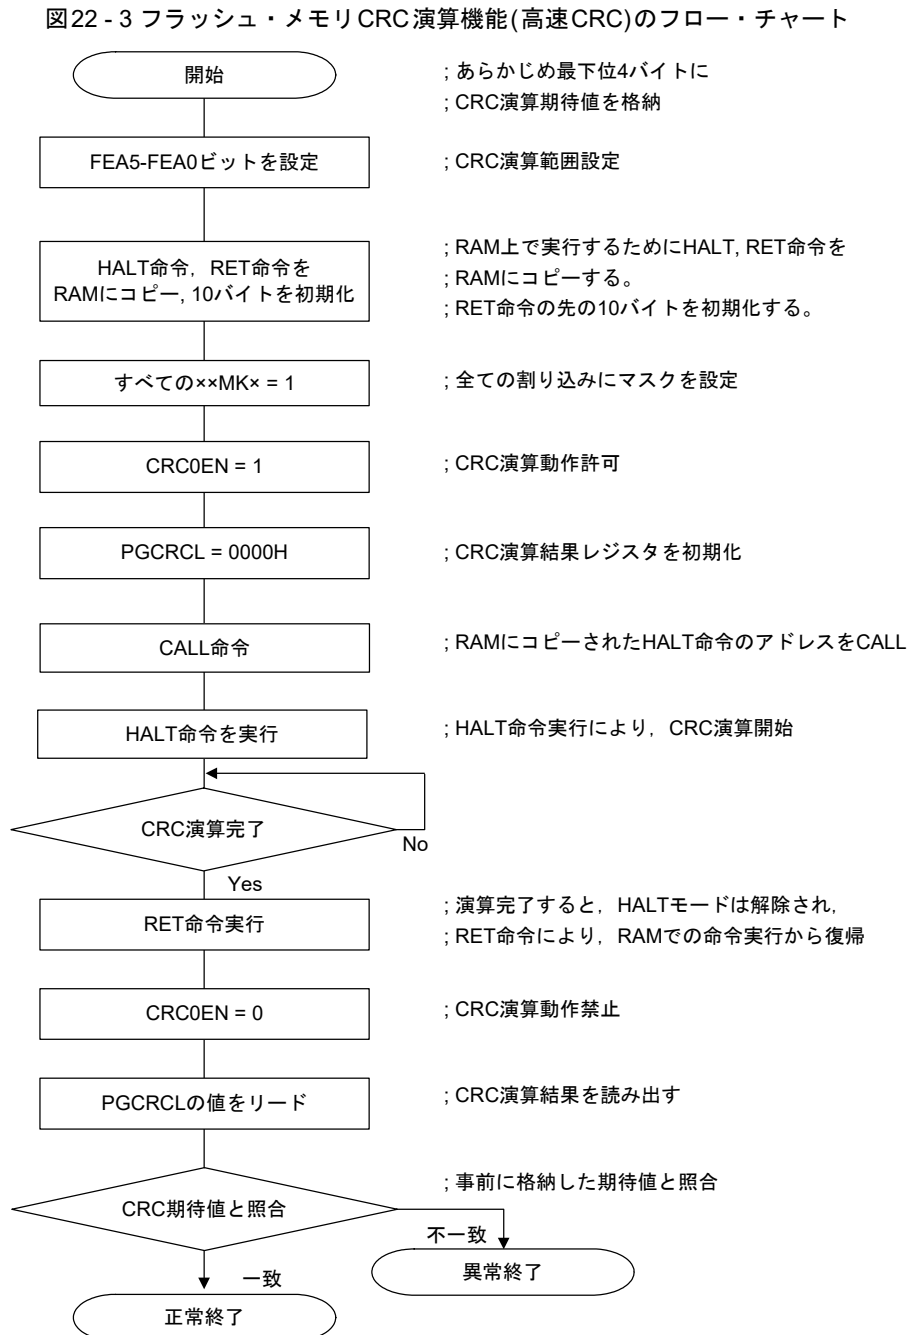 図22 - 3 フラッシュ・メモリCRC演算機能(高速CRC)のフロー・チャート
開始
; あらかじめ最下位4バイトに
; CRC演算期待値を格納
FEA5-FEA0ビットを設定
; CRC演算範囲設定
HALT命令，RET命令を
RAMにコピー, 10バイトを初期化
; RAM上で実行するためにHALT, RET命令を
; RAMにコピーする。
; RET命令の先の10バイトを初期化する。
すべての××MK× = 1
; 全ての割り込みにマスクを設定
CRC0EN = 1
; CRC演算動作許可
PGCRCL = 0000H
; CRC演算結果レジスタを初期化
CALL命令
; RAMにコピーされたHALT命令のアドレスをCALL
HALT命令を実行
; HALT命令実行により，CRC演算開始
CRC演算完了
No
Yes
RET命令実行
; 演算完了すると，HALTモードは解除され,
; RET命令により，RAMでの命令実行から復帰
CRC0EN = 0
; CRC演算動作禁止
PGCRCLの値をリード
; CRC演算結果を読み出す
CRC期待値と照合
; 事前に格納した期待値と照合
不一致
異常終了
一致
正常終了